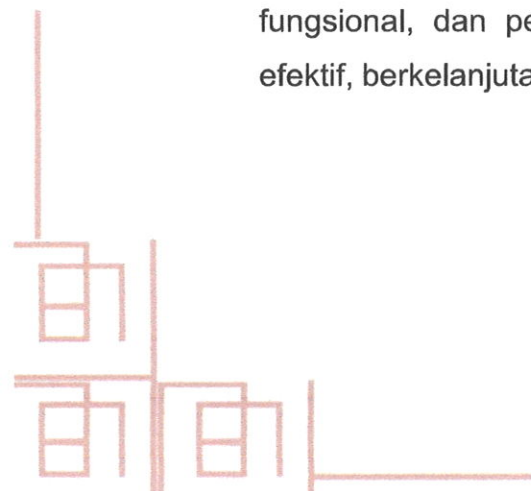 fungsional, dan pe
efektif, berkelanjuta